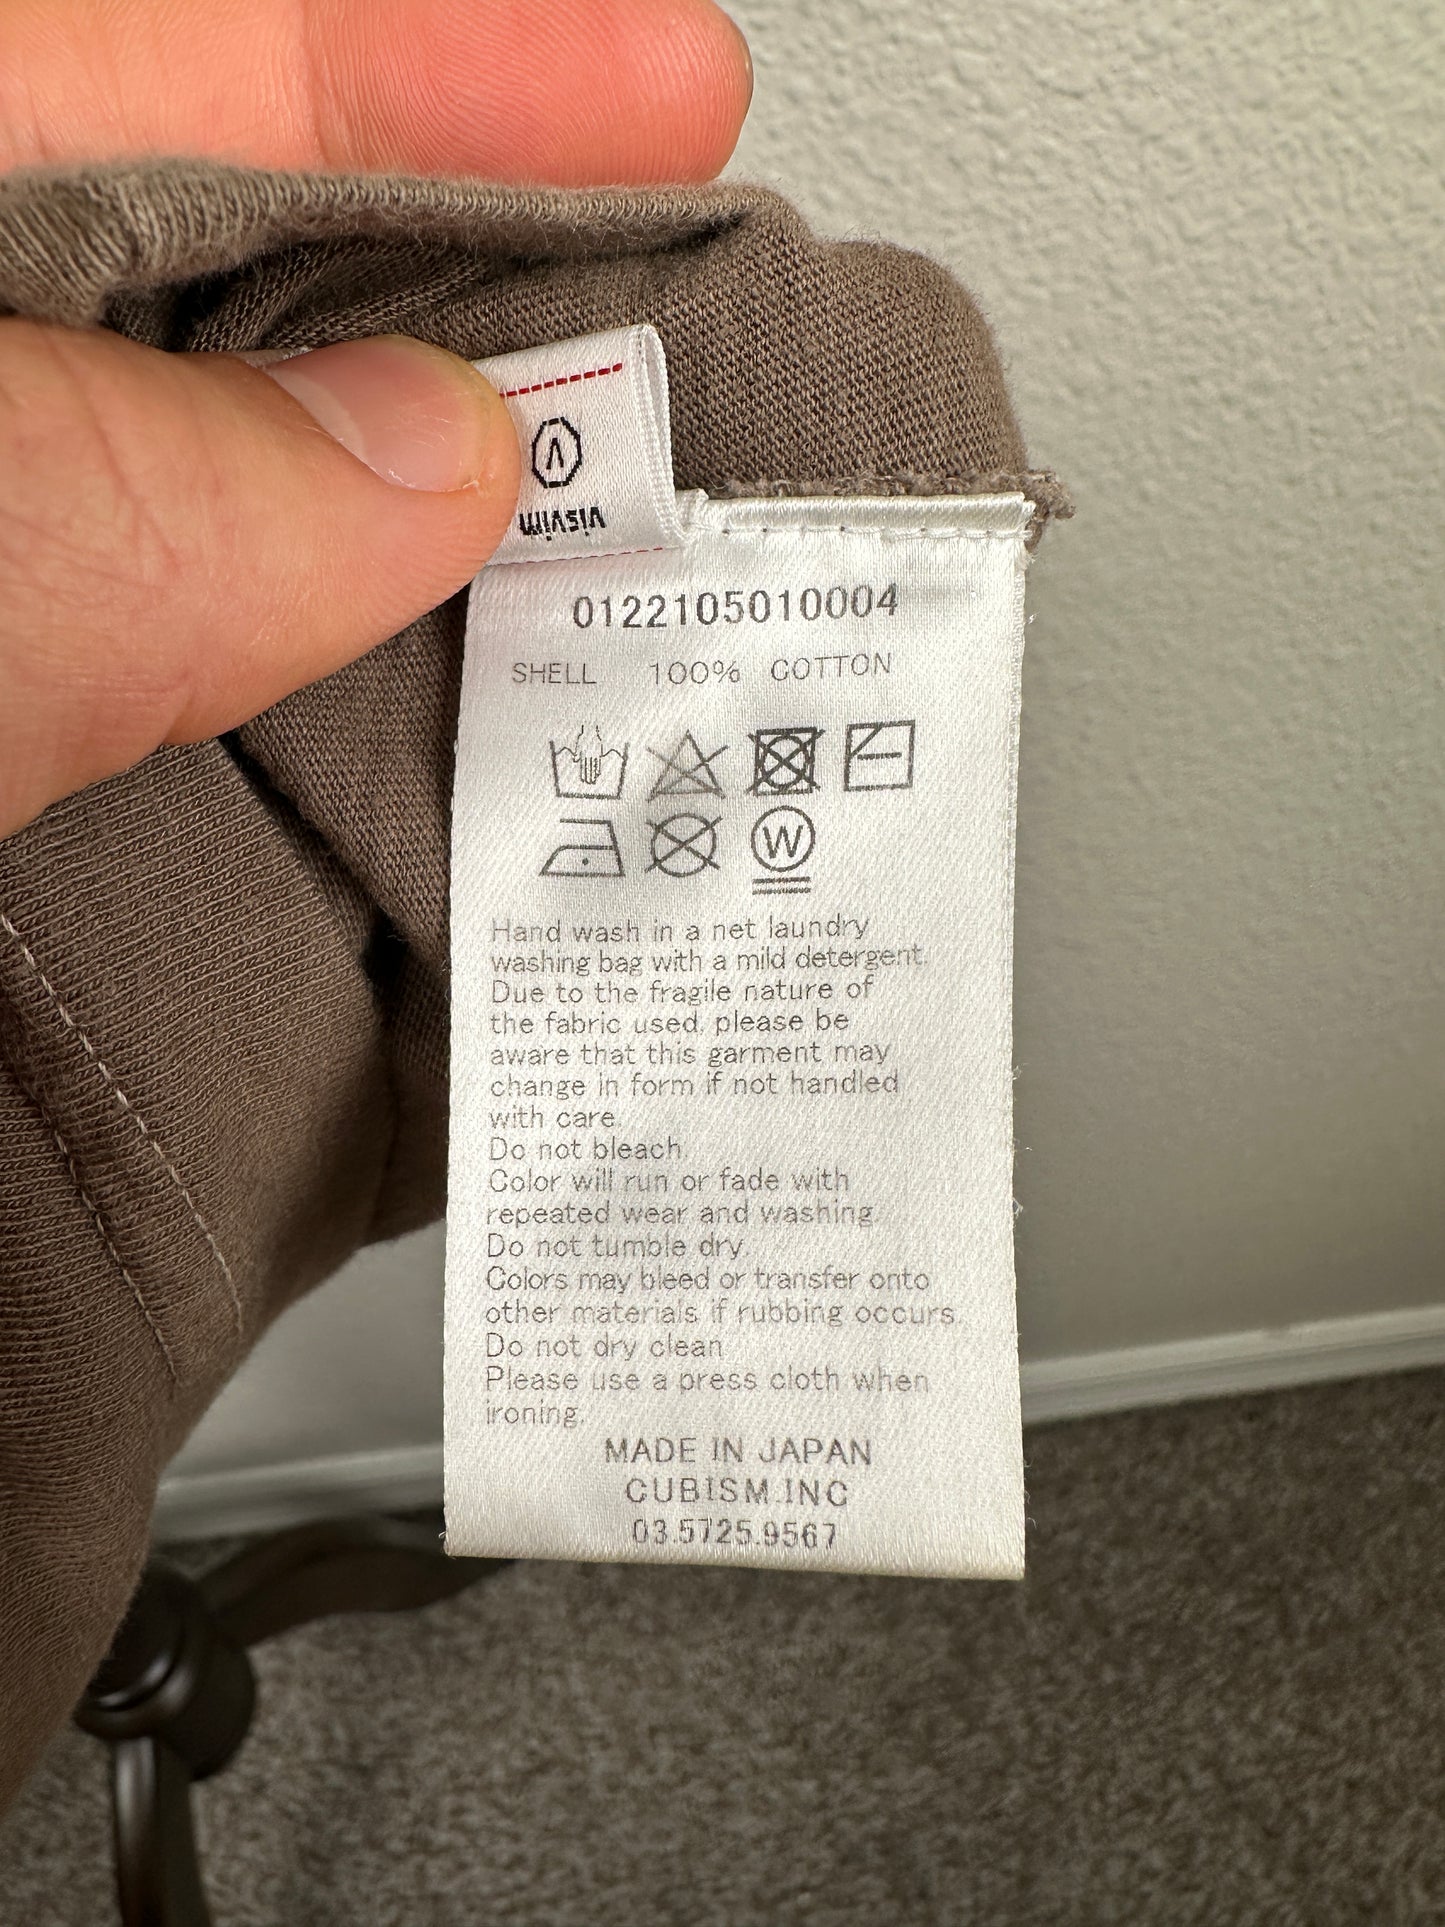 visvim
0122105010004
SHELL 100% COTTON
W
Hand wash in a net laundry
washing bag with a mild detergent.
Due to the fragile nature of
the fabric used, please be
aware that this garment may
change in form if not handled
with care.
Do not bleach.
Color will run or fade with
repeated wear and washing.
Do not tumble dry.
Colors may bleed or transfer onto
other materials if rubbing occurs.
Do not dry clean
Please use a press cloth when
ironing.
MADE IN JAPAN
CUBISM.INC
03.5725.9567